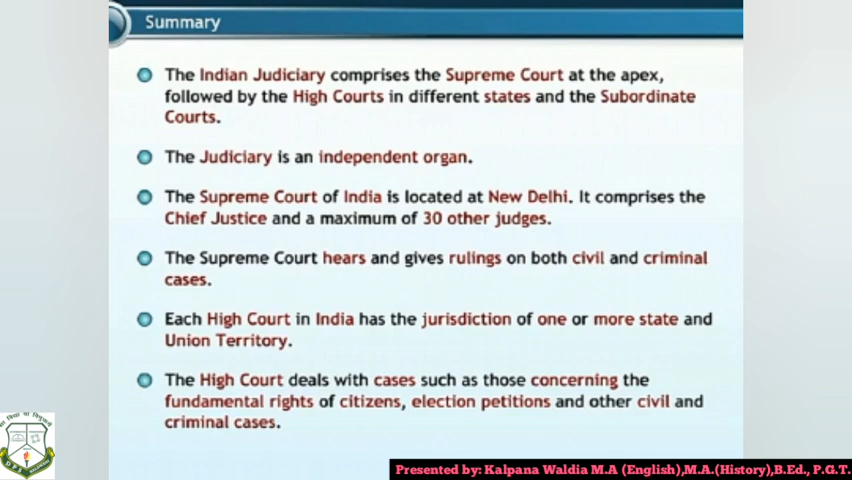 Summary
The Indian Judiciary comprises the Supreme Court at the apex,
followed by the High Courts in different states and the Subordinate
Courts.
The Judiciary is an independent organ.
The Supreme Court of India is located at New Delhi. It comprises the
Chief Justice and a maximum of 30 other judges.
The Supreme Court hears and gives rulings on both civil and criminal
cases.
Each High Court in India has the jurisdiction of one or more state and
Union Territory.
The High Court deals with cases such as those concerning the
fundamental rights of citizens, election petitions and other civil and
criminal cases.
Presented by: Kalpana Waldia M.A (English),M.A.(History),B.Ed., P.G.T.